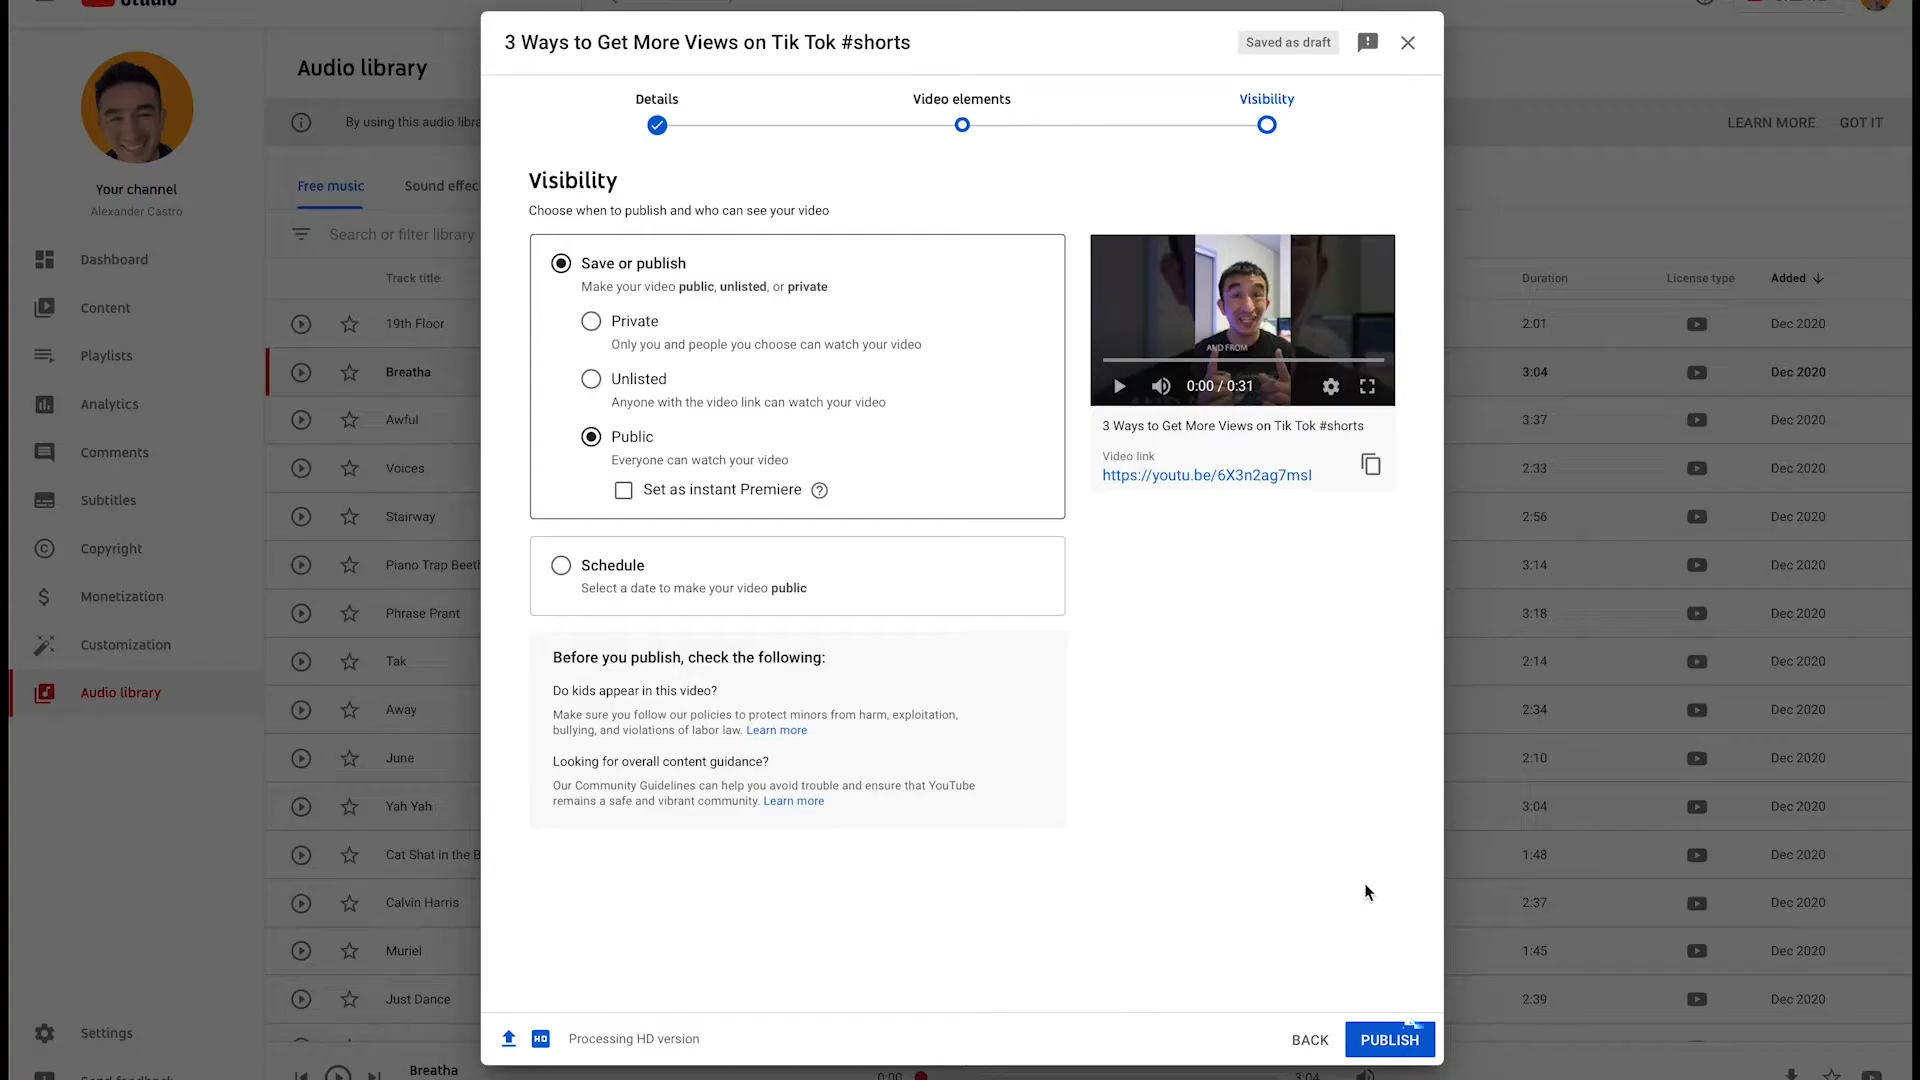 Studio
3 Ways to Get More Views on Tik Tok #shorts
Saved as draft
Details
Video elements
Visibility
Audio library
By using this audio libra
LEARN MORE
GOT IT
Your channel
Alexander Castro
Free music
Sound effec
Search or filter library
Track title
Duration
License type
Added
Dashboard
Content
Playlists
Analytics
Comments
Subtitles
Copyright
Monetization
Customization
Audio library
Settings
19th Floor
2:01
Dec 2020
Breatha
3:04
Dec 2020
Awful
3:37
Dec 2020
Voices
2:33
Dec 2020
Stairway
2:56
Dec 2020
Piano Trap Beeth
3:14
Dec 2020
Phrase Prant
3:18
Dec 2020
Tak
2:14
Dec 2020
Away
2:34
Dec 2020
June
2:10
Dec 2020
Yah Yah
3:04
Dec 2020
Cat Shat in the B
1:48
Dec 2020
Calvin Harris
2:37
Dec 2020
Muriel
1:45
Dec 2020
Just Dance
2:39
Dec 2020
Visibility
Choose when to publish and who can see your video
Save or publish
Make your video public, unlisted, or private
Private
Only you and people you choose can watch your video
Unlisted
Anyone with the video link can watch your video
Public
Everyone can watch your video
Set as instant Premiere
Schedule
Select a date to make your video public
Before you publish, check the following:
Do kids appear in this video?
Make sure you follow our policies to protect minors from harm, exploitation,
bullying, and violations of labor law. Learn more
Looking for overall content guidance?
Our Community Guidelines can help you avoid trouble and ensure that YouTube
remains a safe and vibrant community. Learn more
AND FROM
0:00 / 0:31
3 Ways to Get More Views on Tik Tok #shorts
Video link
https://youtu.be/6X3n2ag7msI
HD
Processing HD version
BACK
PUBLISH
Breatha
0:00
3:04